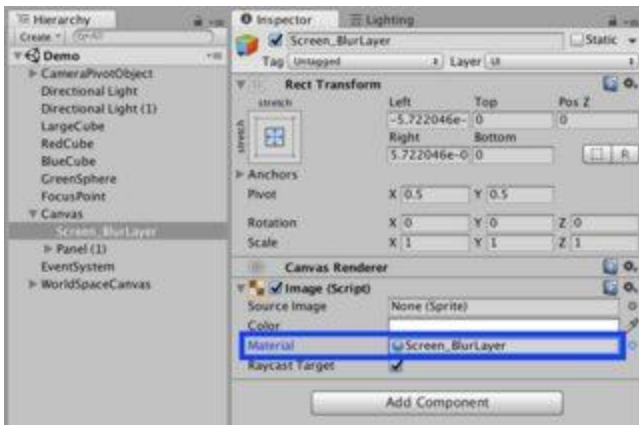 Hierarchy
Create
Demo
CameraPivotObject
Directional Light
Directional Light (1)
LargeCube
RedCube
BlueCube
GreenSphere
FocusPoint
Canvas
Screen_BlurLayer
Panel (1)
EventSystem
WorldSpaceCanvas
Inspector Lighting
Screen_BlurLayer Static
Tag Untagged Layer UI
Rect Transform
stretch Left Top Pos Z
stretch -5.722046e- 0 0
Right Bottom
5.722046e-0 0 R
Anchors
Pivot X 0.5 Y 0.5
Rotation X 0 Y 0 Z 0
Scale X 1 Y 1 Z 1
Canvas Renderer
Image (Script)
Source Image None (Sprite)
Color
Material Screen_BlurLayer
Raycast Target
Add Component